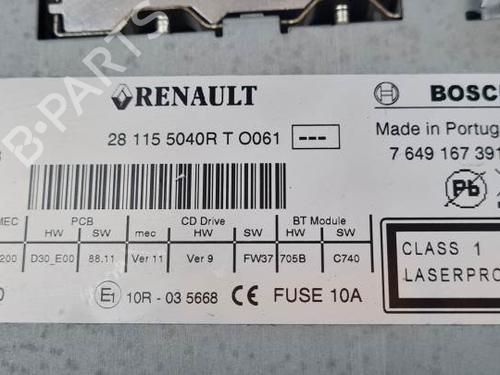 RENAULT
BOSCH
28 115 5040R T O061 ---
Made in Portugal
7 649 167 391
Pb
MEC PCB CD Drive BT Module
HW SW mec HW SW HW SW
200 D30_E00 88.11 Ver 11 Ver 9 FW37 705B C740
CLASS 1
LASERPRO
E1 10R - 03 5668 CE FUSE 10A
B-PARTS